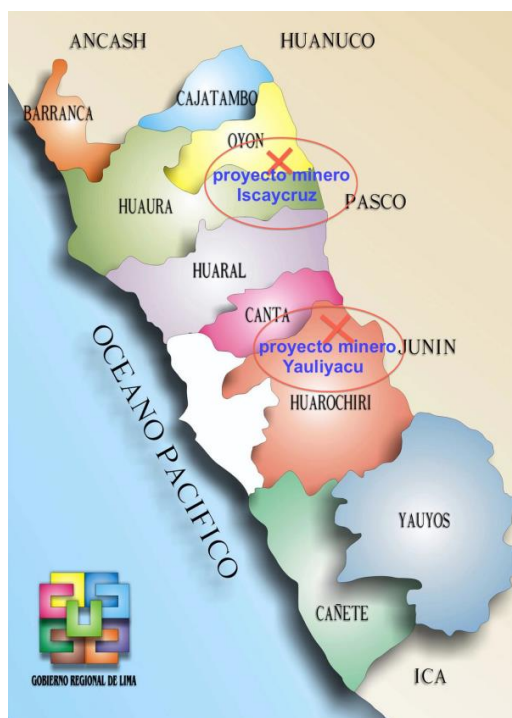 ANCASH
HUANUCO
CAJATAMBO
BARRANCA
OYON
proyecto minero
Iscaycruz
PASCO
HUAURA
HUARAL
CANTA
proyecto minero
Yauliyacu
JUNIN
HUAROCHIRI
OCEANO PACIFICO
YAUYOS
CAÑETE
ICA
GOBIERNO REGIONAL DE LIMA